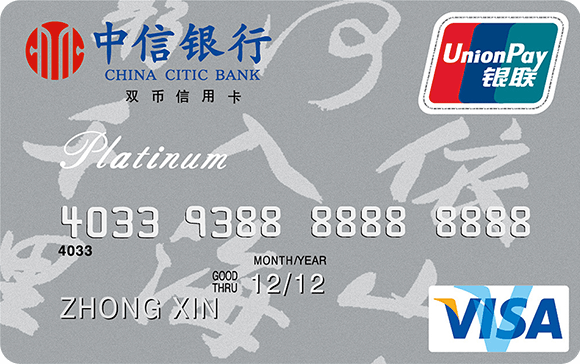 中信银行
CHINA CITIC BANK
双币信用卡
UnionPay
银联
Platinum
4033 9388 8888 8888
4033
MONTH/YEAR
GOOD THRU 12/12
ZHONG XIN
VISA